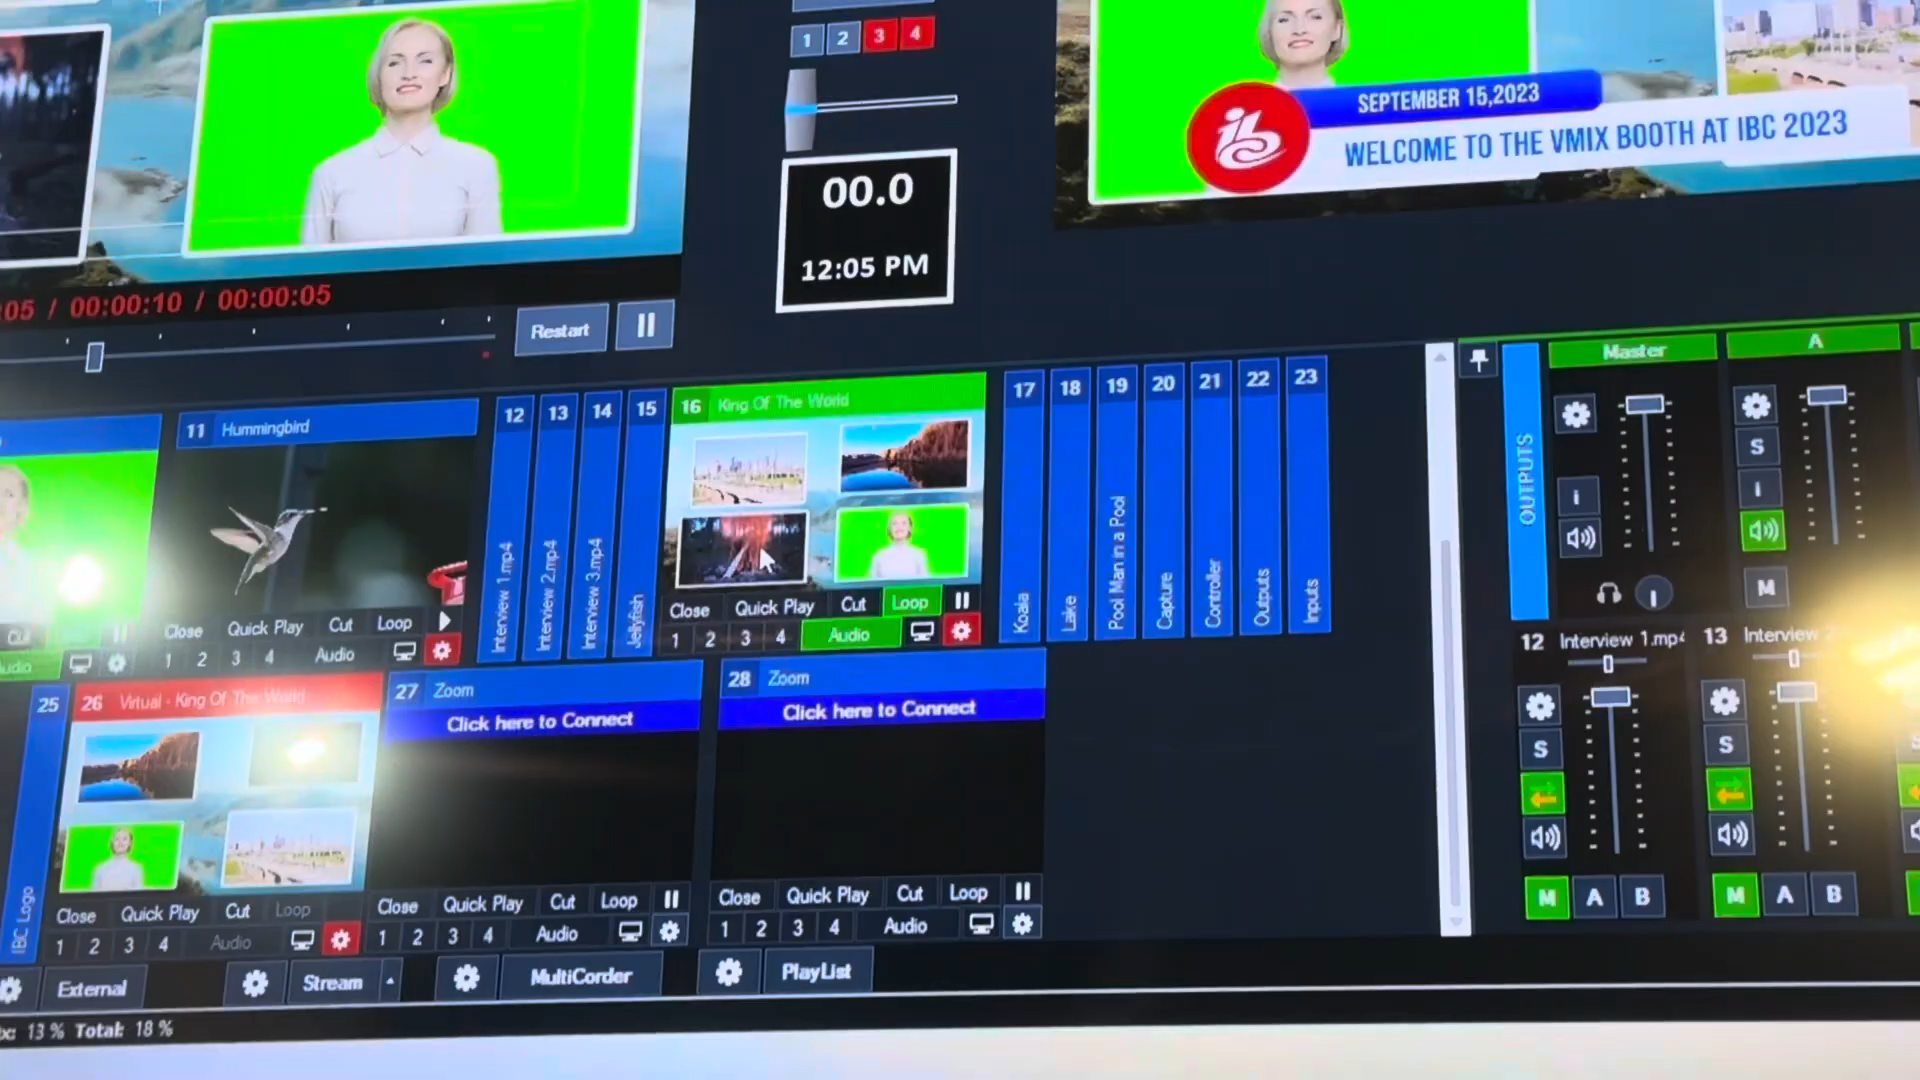 1 2 3 4
SEPTEMBER 15,2023
WELCOME TO THE VMIX BOOTH AT IBC 2023
00.0
12:05 PM
05 / 00:00:10 / 00:00:05
Restart
11 Hummingbird
12 Interview 1.mp4
13 Interview 2.mp4
14 Interview 3.mp4
15 Jellyfish
16 King Of The World
17 Koala
18 Lake
19 Pool Man in a Pool
20 Capture
21 Controller
22 Outputs
23 Inputs
Close Quick Play Cut Loop
1 2 3 4 Audio
Close Quick Play Cut Loop
1 2 3 4 Audio
OUTPUTS
Master
A
S
M
12 Interview 1.mp4
13 Interview
S
S
M A B
M A B
25 IBC Logo
26 Virtual - King Of The World
27 Zoom
Click here to Connect
28 Zoom
Click here to Connect
Close Quick Play Cut Loop
1 2 3 4 Audio
Close Quick Play Cut Loop
1 2 3 4 Audio
Close Quick Play Cut Loop
1 2 3 4 Audio
External
Stream
MultiCorder
PlayList
13 % Total: 18 %